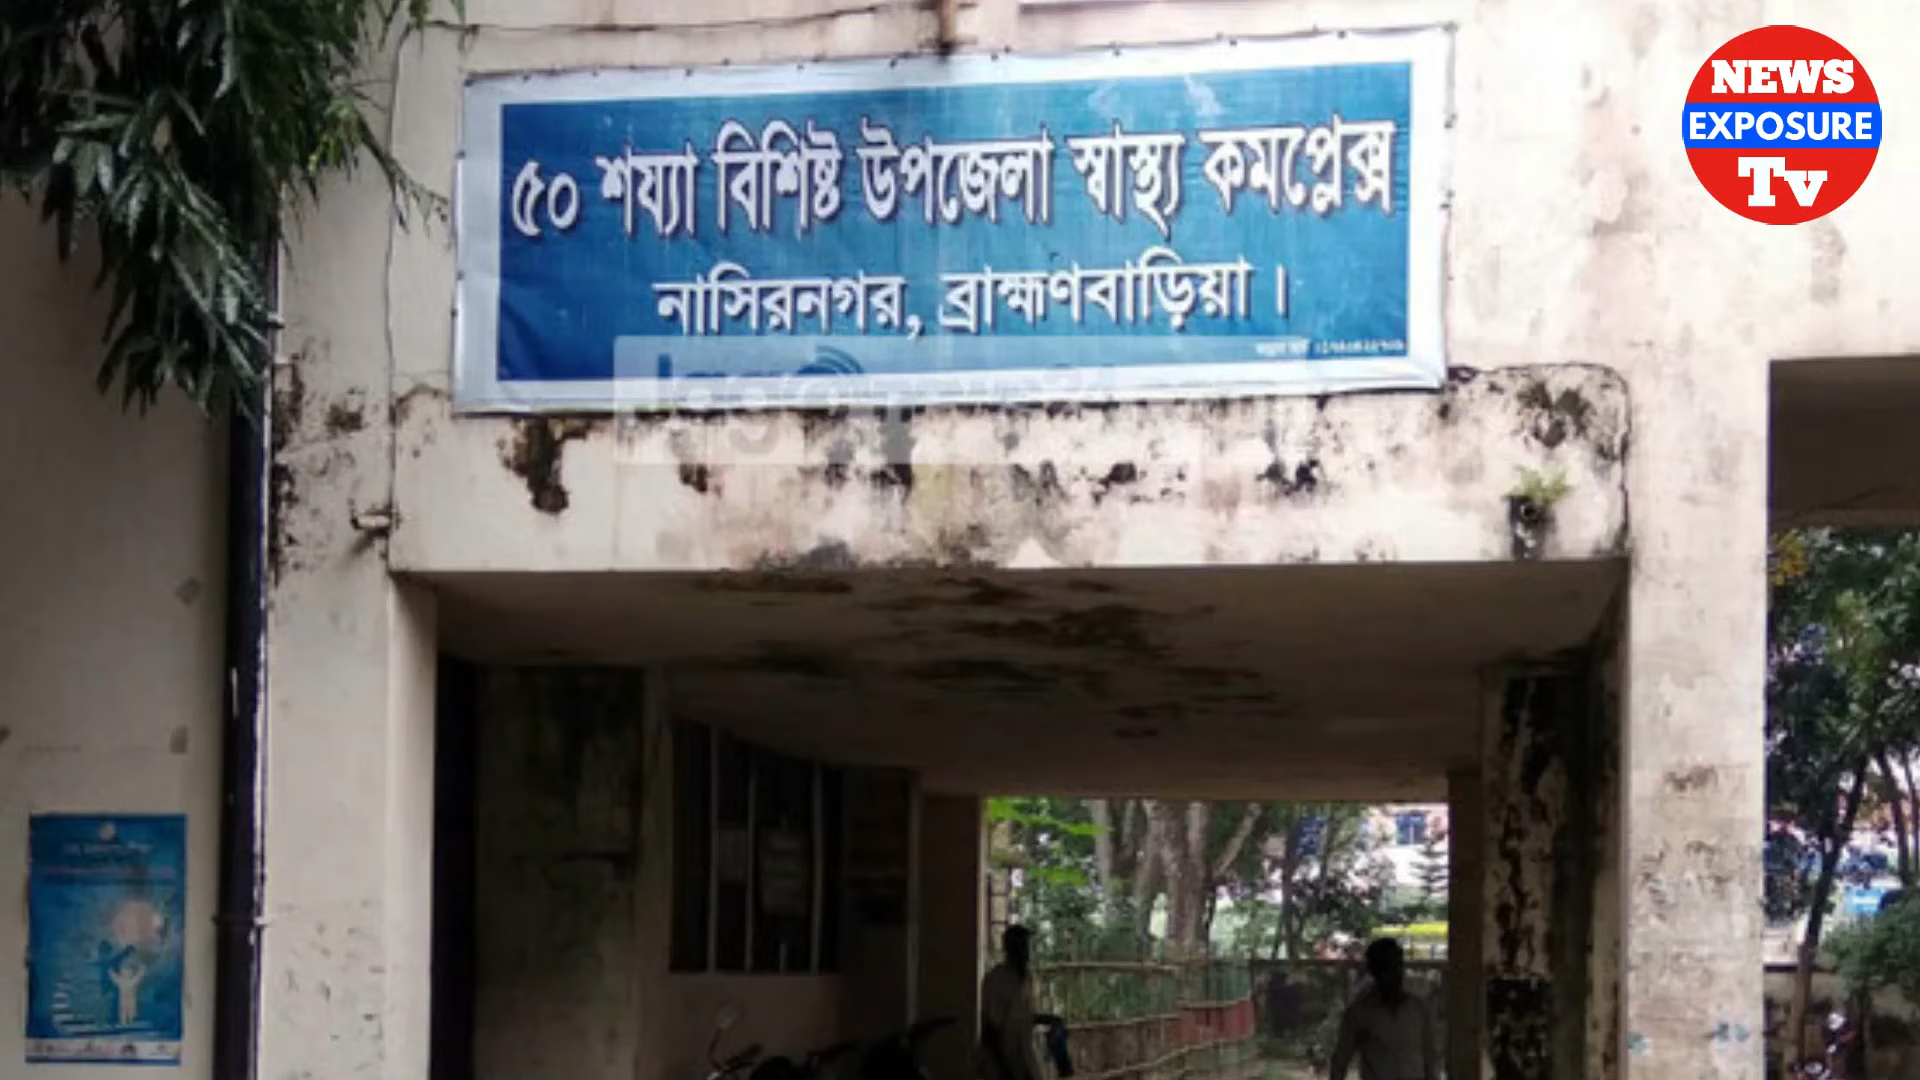 ৫০ শয্যা বিশিষ্ট উপজেলা স্বাস্থ্য কমপ্লেক্স
নাসিরনগর, ব্রাহ্মণবাড়িয়া।
NEWS
EXPOSURE
Tv